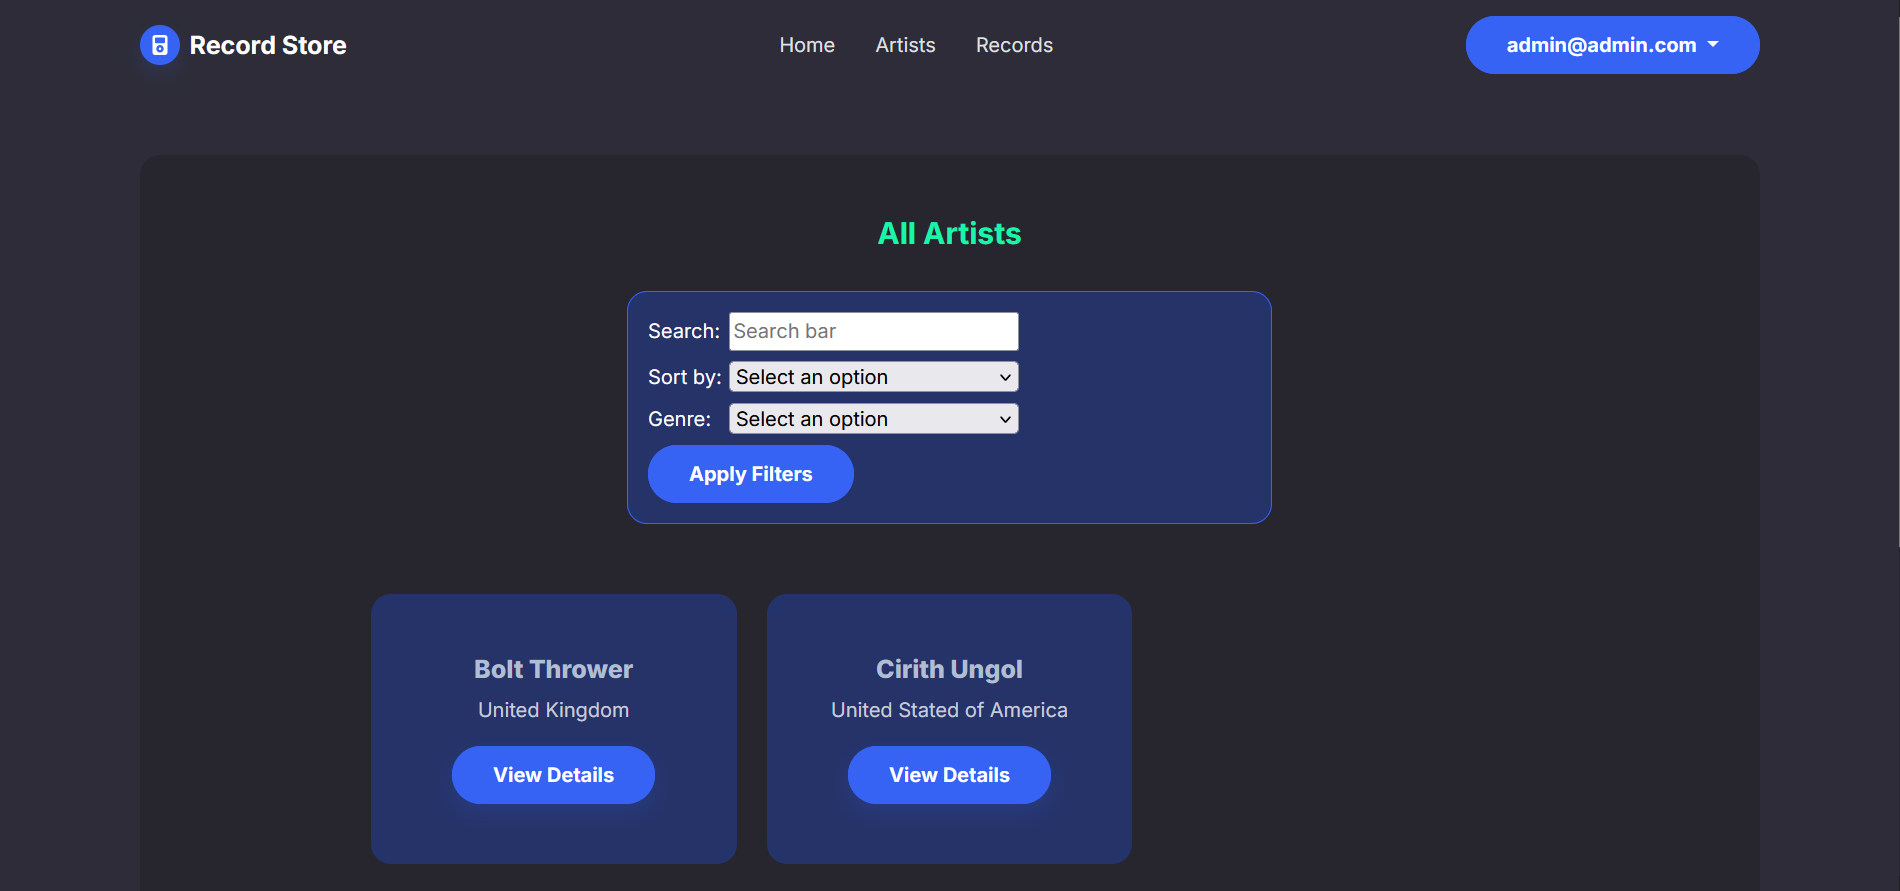 Record Store
Home Artists Records
admin@admin.com
All Artists
Search: Search bar
Sort by: Select an option
Genre: Select an option
Apply Filters
Bolt Thrower
United Kingdom
View Details
Cirith Ungol
United Stated of America
View Details